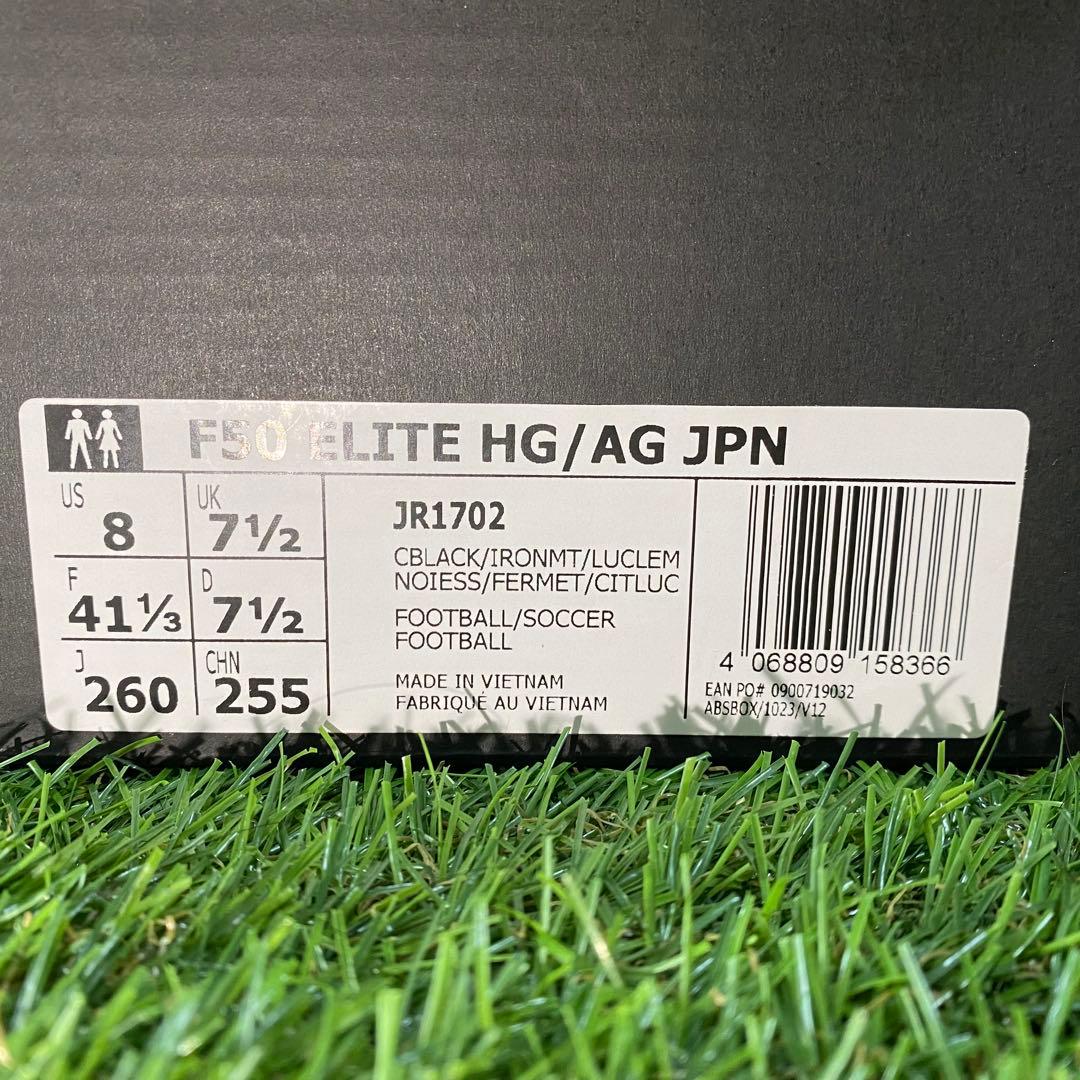 F50 ELITE HG/AG JPN
US 8
UK 7½
F 41⅓
D 7½
J 260
CHN 255
JR1702
CBLACK/IRONMT/LUCLEM
NOIESS/FERMET/CITLUC
FOOTBALL/SOCCER
FOOTBALL
MADE IN VIETNAM
FABRIQUÉ AU VIETNAM
4 068809 158366
EAN PO# 0900719032
ABSBOX/1023/V12